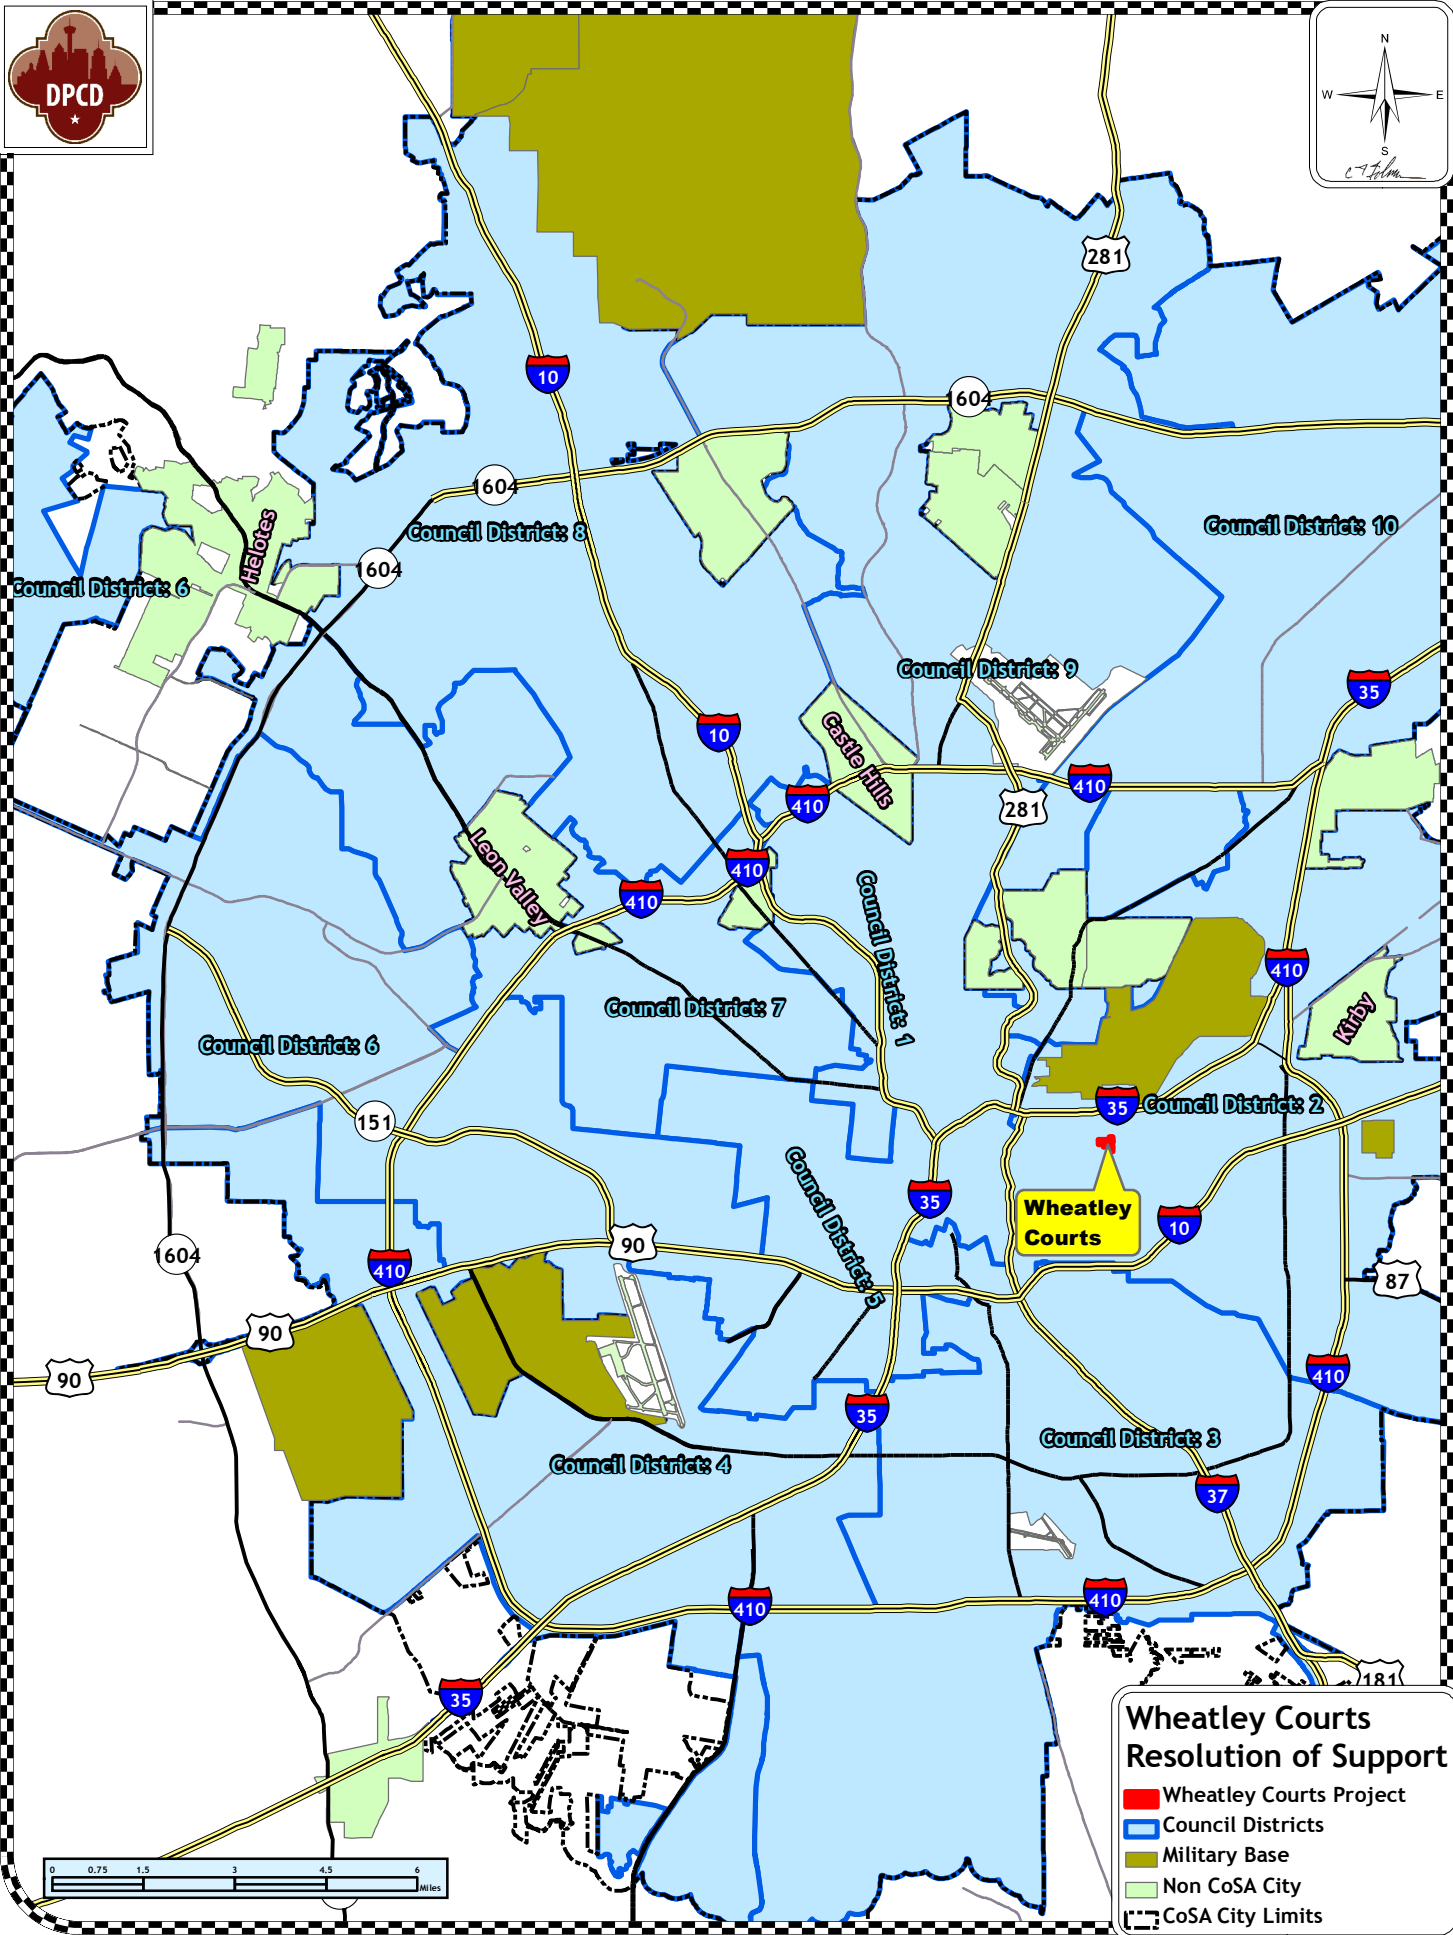 DPCD
N
W E
S
281
10
1604
1604
Council District: 8
Council District: 10
Helotes
1604
Council District: 6
Council District: 9
35
Castle Hills
10
410
410
281
Leon Valley
410
410
Council District: 1
410
Council District: 7
Kirby
Council District: 6
35
Council District: 2
151
Council District: 5
35
Wheatley
Courts
10
90
1604
410
87
90
90
410
35
Council District: 3
Council District: 4
37
410
410
181
35
Wheatley Courts
Resolution of Support
Wheatley Courts Project
Council Districts
Military Base
Non CoSA City
CoSA City Limits
0 0.75 1.5 3 4.5 6
Miles